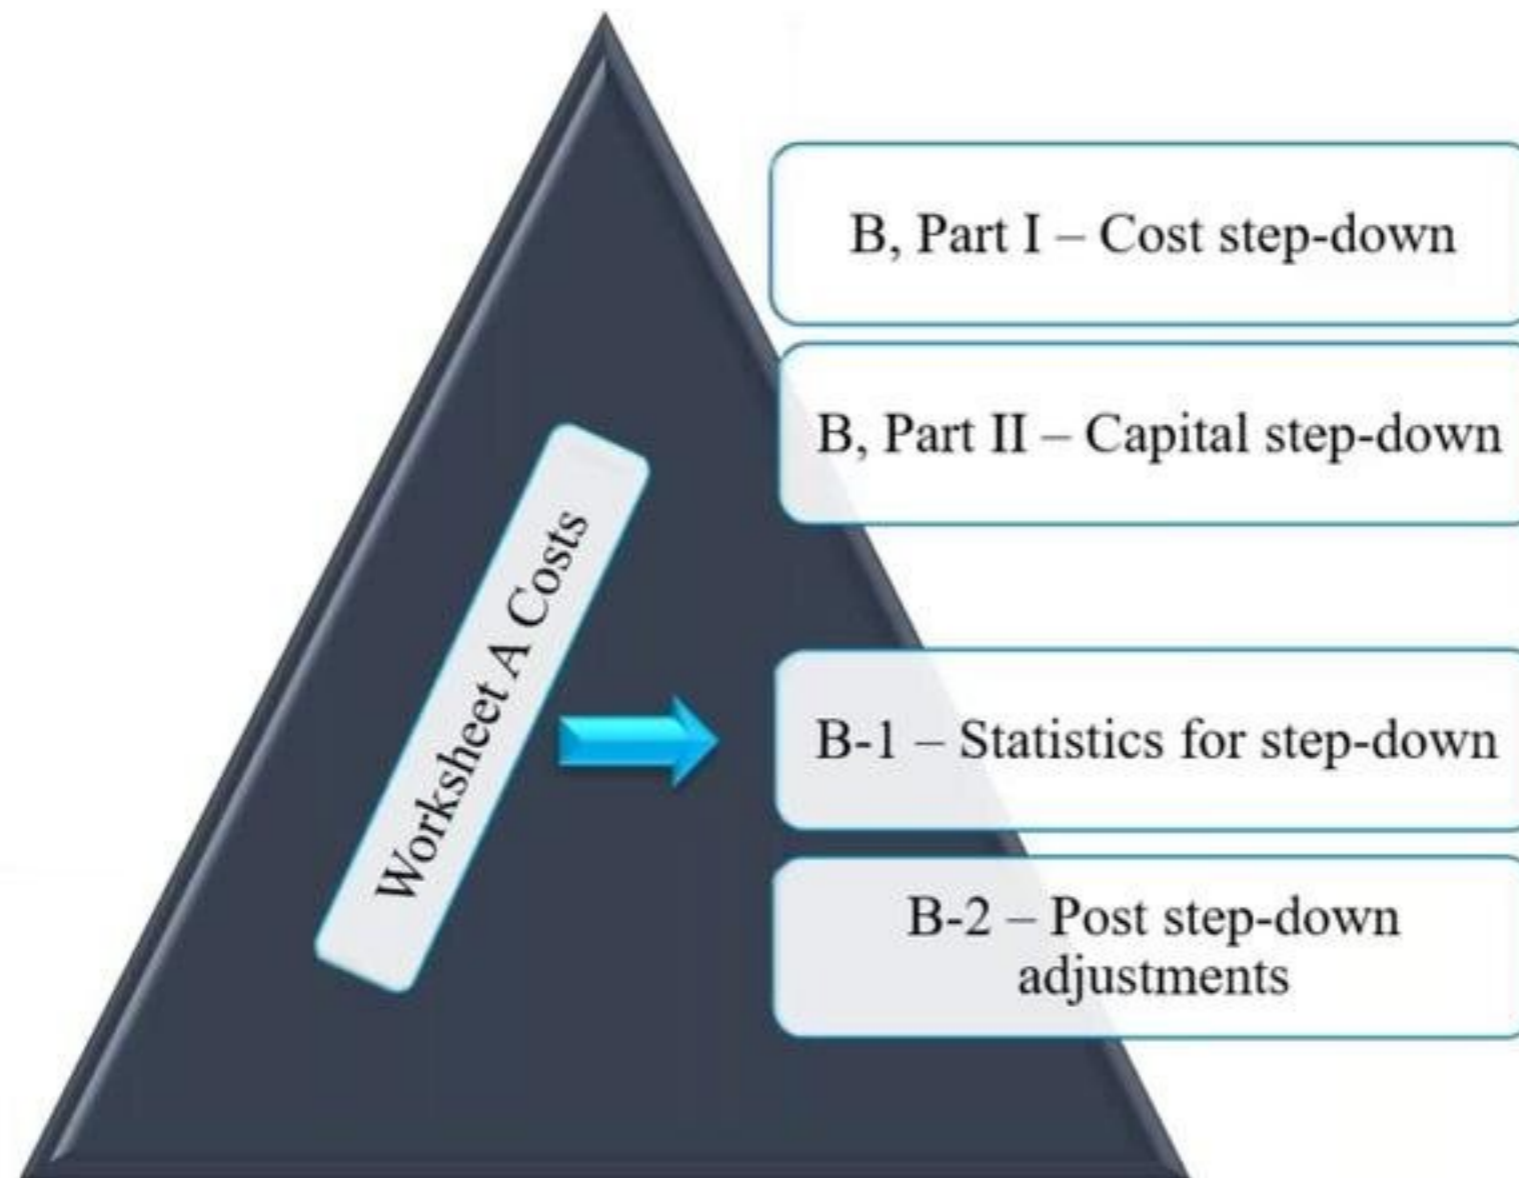 B, Part I – Cost step-down
B, Part II – Capital step-down
Worksheet A Costs
B-1 – Statistics for step-down
B-2 – Post step-down
adjustments